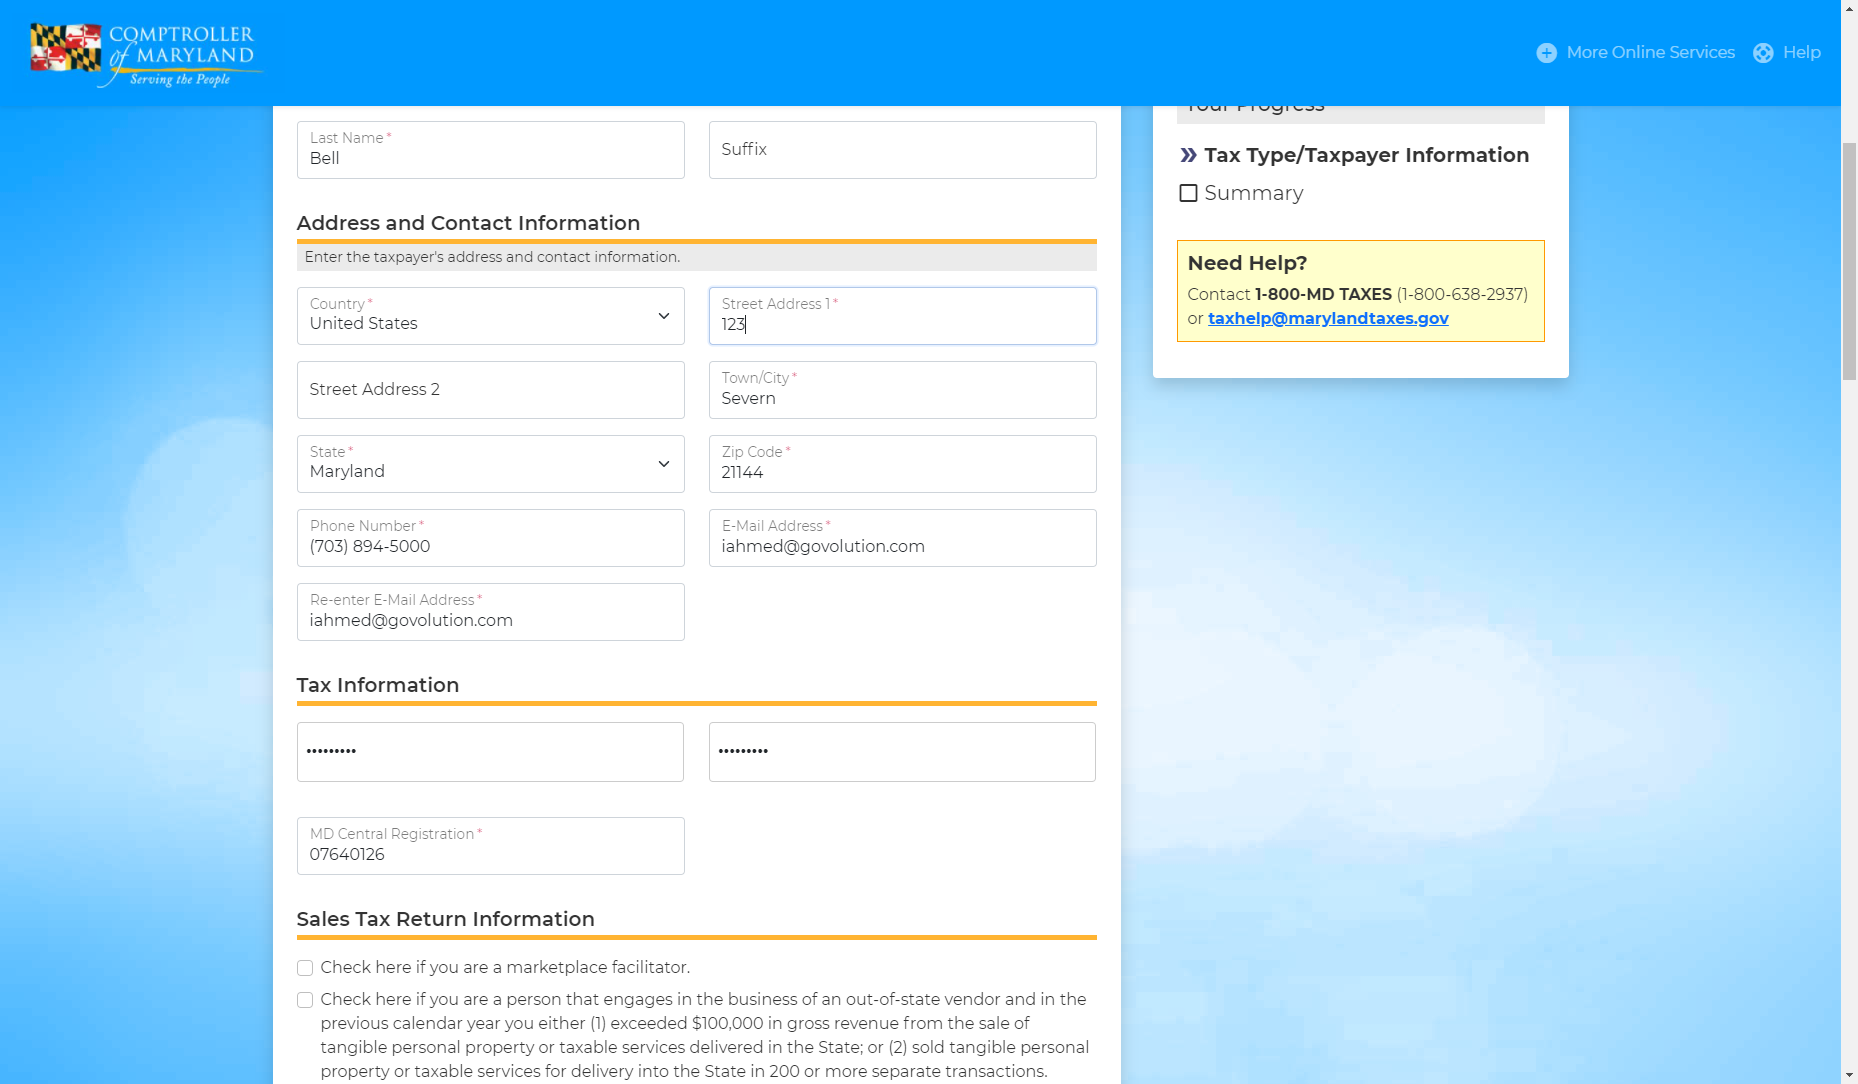 COMPTROLLER
of MARYLAND
Serving the People
More Online Services
Help
Last Name *
Bell
Suffix
Address and Contact Information
Enter the taxpayer's address and contact information.
Country *
United States
Street Address 1 *
123
Street Address 2
Town/City *
Severn
State *
Maryland
Zip Code *
21144
Phone Number *
(703) 894-5000
E-Mail Address *
iahmed@govolution.com
Re-enter E-Mail Address *
iahmed@govolution.com
Tax Information
•••••••••
•••••••••
MD Central Registration *
07640126
Sales Tax Return Information
Check here if you are a marketplace facilitator.
Check here if you are a person that engages in the business of an out-of-state vendor and in the
previous calendar year you either (1) exceeded $100,000 in gross revenue from the sale of
tangible personal property or taxable services delivered in the State; or (2) sold tangible personal
property or taxable services for delivery into the State in 200 or more separate transactions.
Your Progress
» Tax Type/Taxpayer Information
Summary
Need Help?
Contact 1-800-MD TAXES (1-800-638-2937)
or taxhelp@marylandtaxes.gov